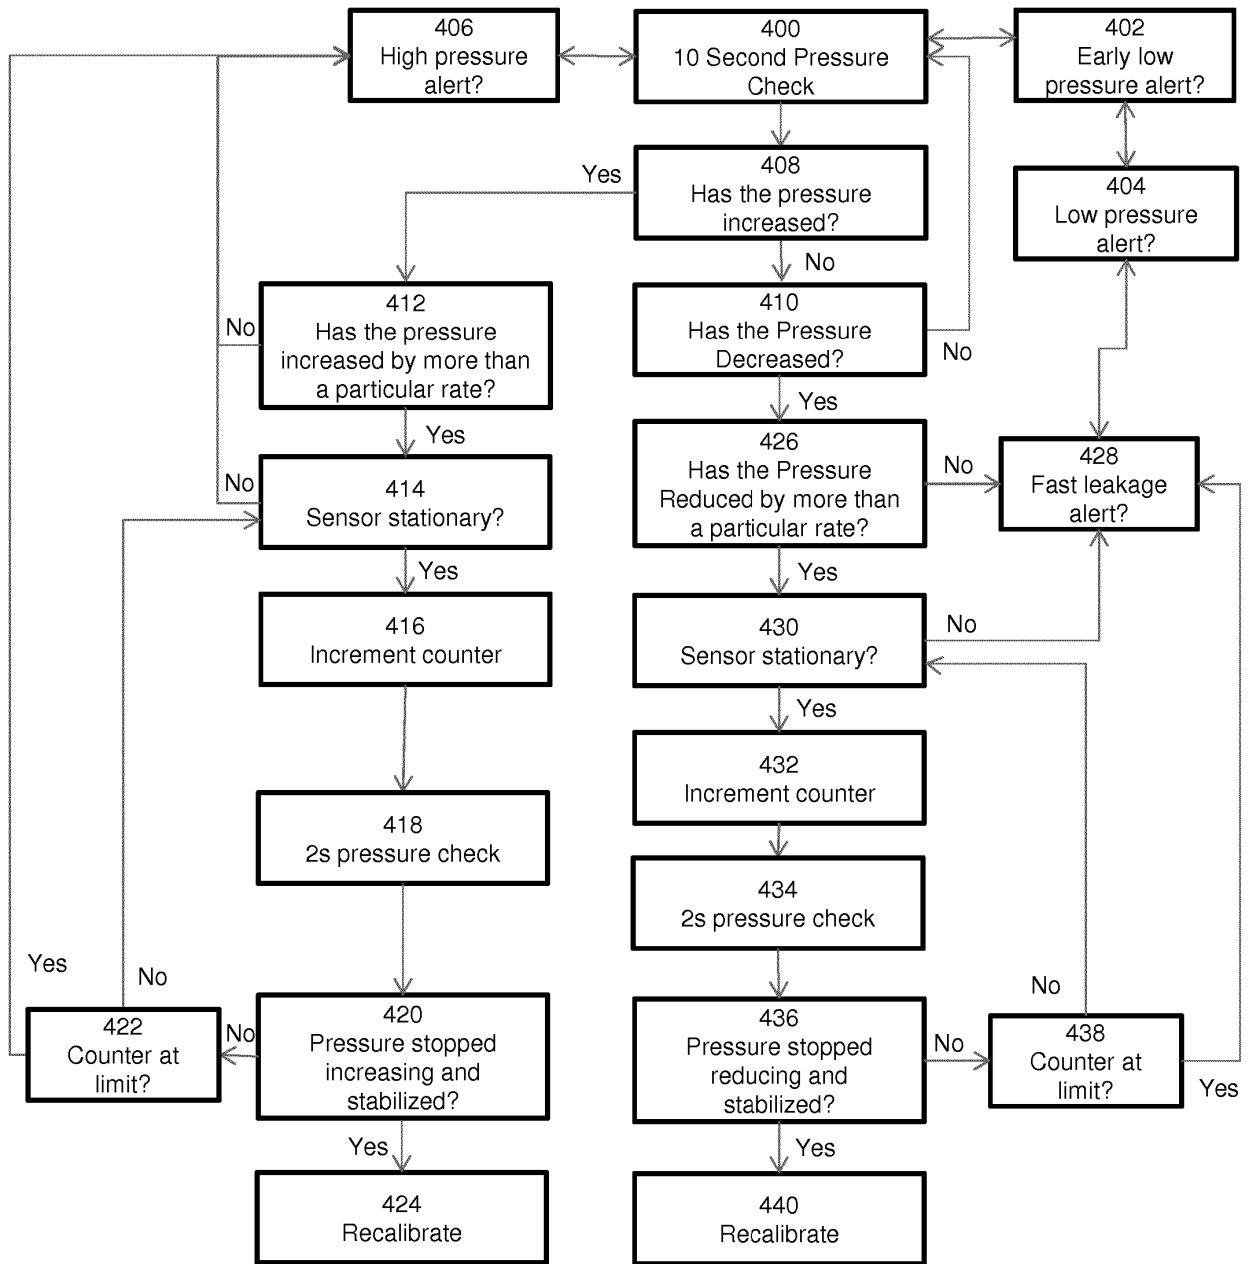 406
High pressure
alert?
400
10 Second Pressure
Check
402
Early low
pressure alert?
408
Has the pressure
increased?
Yes
No
404
Low pressure
alert?
412
Has the pressure
increased by more than
a particular rate?
No
Yes
410
Has the Pressure
Decreased?
No
Yes
414
Sensor stationary?
No
Yes
426
Has the Pressure
Reduced by more than
a particular rate?
No
Yes
428
Fast leakage
alert?
416
Increment counter
430
Sensor stationary?
No
Yes
418
2s pressure check
432
Increment counter
434
2s pressure check
Yes
No
422
Counter at
limit?
No
420
Pressure stopped
increasing and
stabilized?
Yes
436
Pressure stopped
reducing and
stabilized?
No
Yes
No
438
Counter at
limit?
Yes
424
Recalibrate
440
Recalibrate